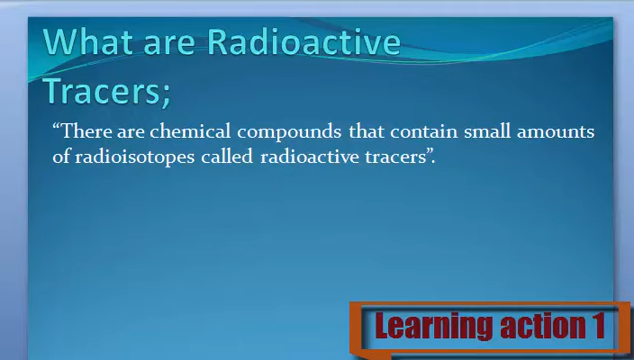 What are Radioactive
Tracers;
“There are chemical compounds that contain small amounts
of radioisotopes called radioactive tracers”.
Learning action 1